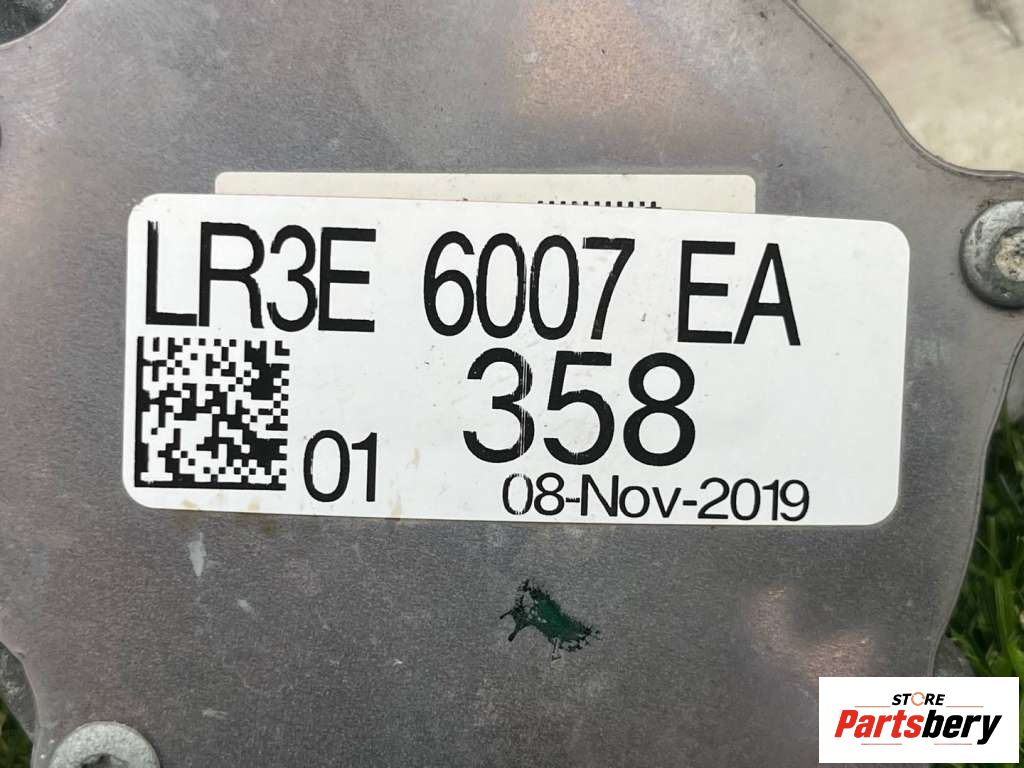 LR3E 6007 EA
358
01
08-Nov-2019
STORE
Partsbery